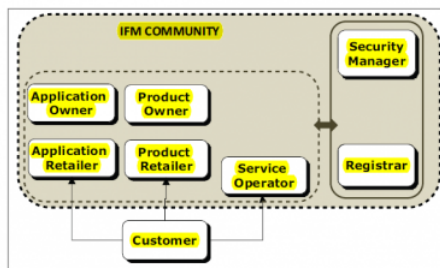 IFM COMMUNITY
Security
Manager
Application
Owner
Product
Owner
Application
Retailer
Product
Retailer
Service
Operator
Registrar
Customer